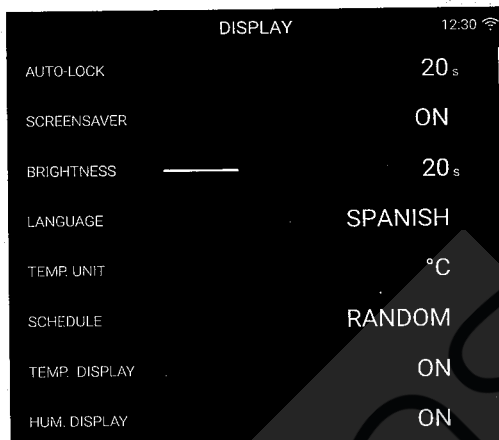 DISPLAY 12:30
AUTO-LOCK 20 s
SCREENSAVER ON
BRIGHTNESS 20 s
LANGUAGE SPANISH
TEMP. UNIT °C
SCHEDULE RANDOM
TEMP. DISPLAY ON
HUM. DISPLAY ON